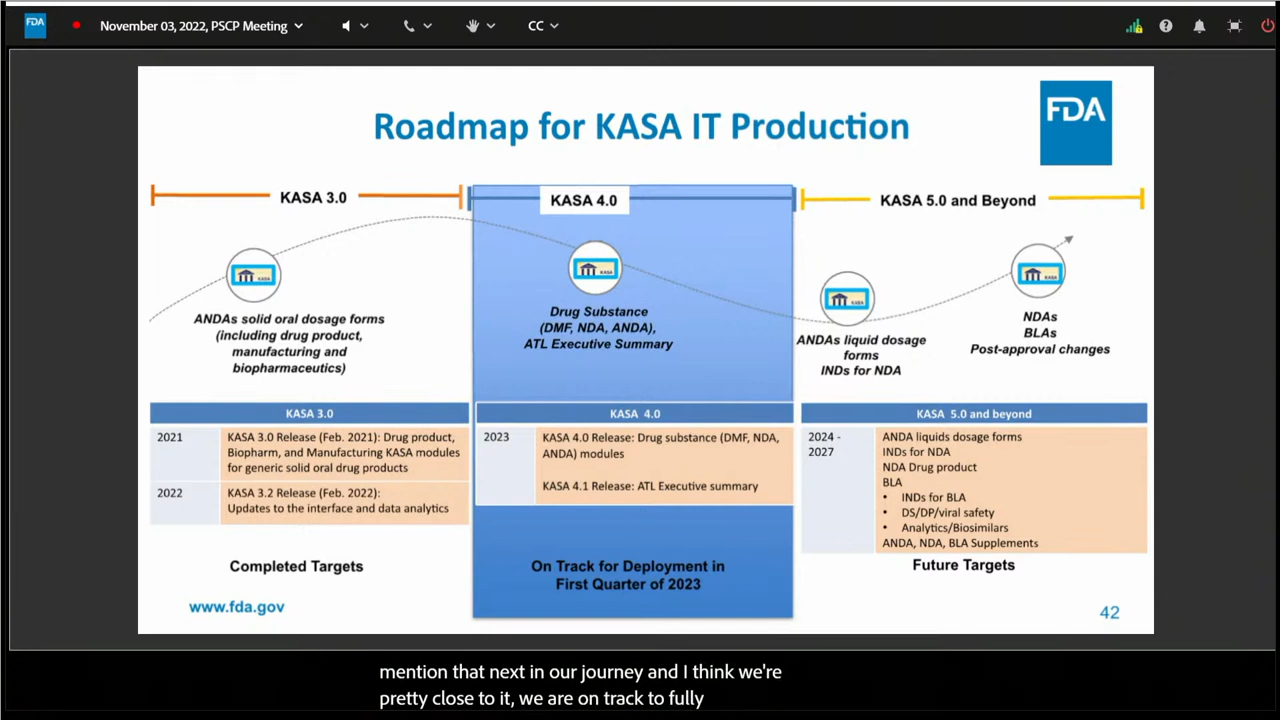 FDA
November 03, 2022, PSCP Meeting
CC
Roadmap for KASA IT Production
FDA
KASA 3.0
KASA 4.0
KASA 5.0 and Beyond
KASA
KASA
KASA
KASA
ANDAs solid oral dosage forms
(including drug product,
manufacturing and
biopharmaceutics)
Drug Substance
(DMF, NDA, ANDA),
ATL Executive Summary
ANDAs liquid dosage
forms
INDs for NDA
NDAs
BLAs
Post-approval changes
KASA 3.0
2021
KASA 3.0 Release (Feb. 2021): Drug product,
Biopharm, and Manufacturing KASA modules
for generic solid oral drug products
2022
KASA 3.2 Release (Feb. 2022):
Updates to the interface and data analytics
Completed Targets
KASA 4.0
2023
KASA 4.0 Release: Drug substance (DMF, NDA,
ANDA) modules
KASA 4.1 Release: ATL Executive summary
On Track for Deployment in
First Quarter of 2023
KASA 5.0 and beyond
2024 -
2027
ANDA liquids dosage forms
INDs for NDA
NDA Drug product
BLA
• INDs for BLA
• DS/DP/viral safety
• Analytics/Biosimilars
ANDA, NDA, BLA Supplements
Future Targets
www.fda.gov
42
mention that next in our journey and I think we're
pretty close to it, we are on track to fully